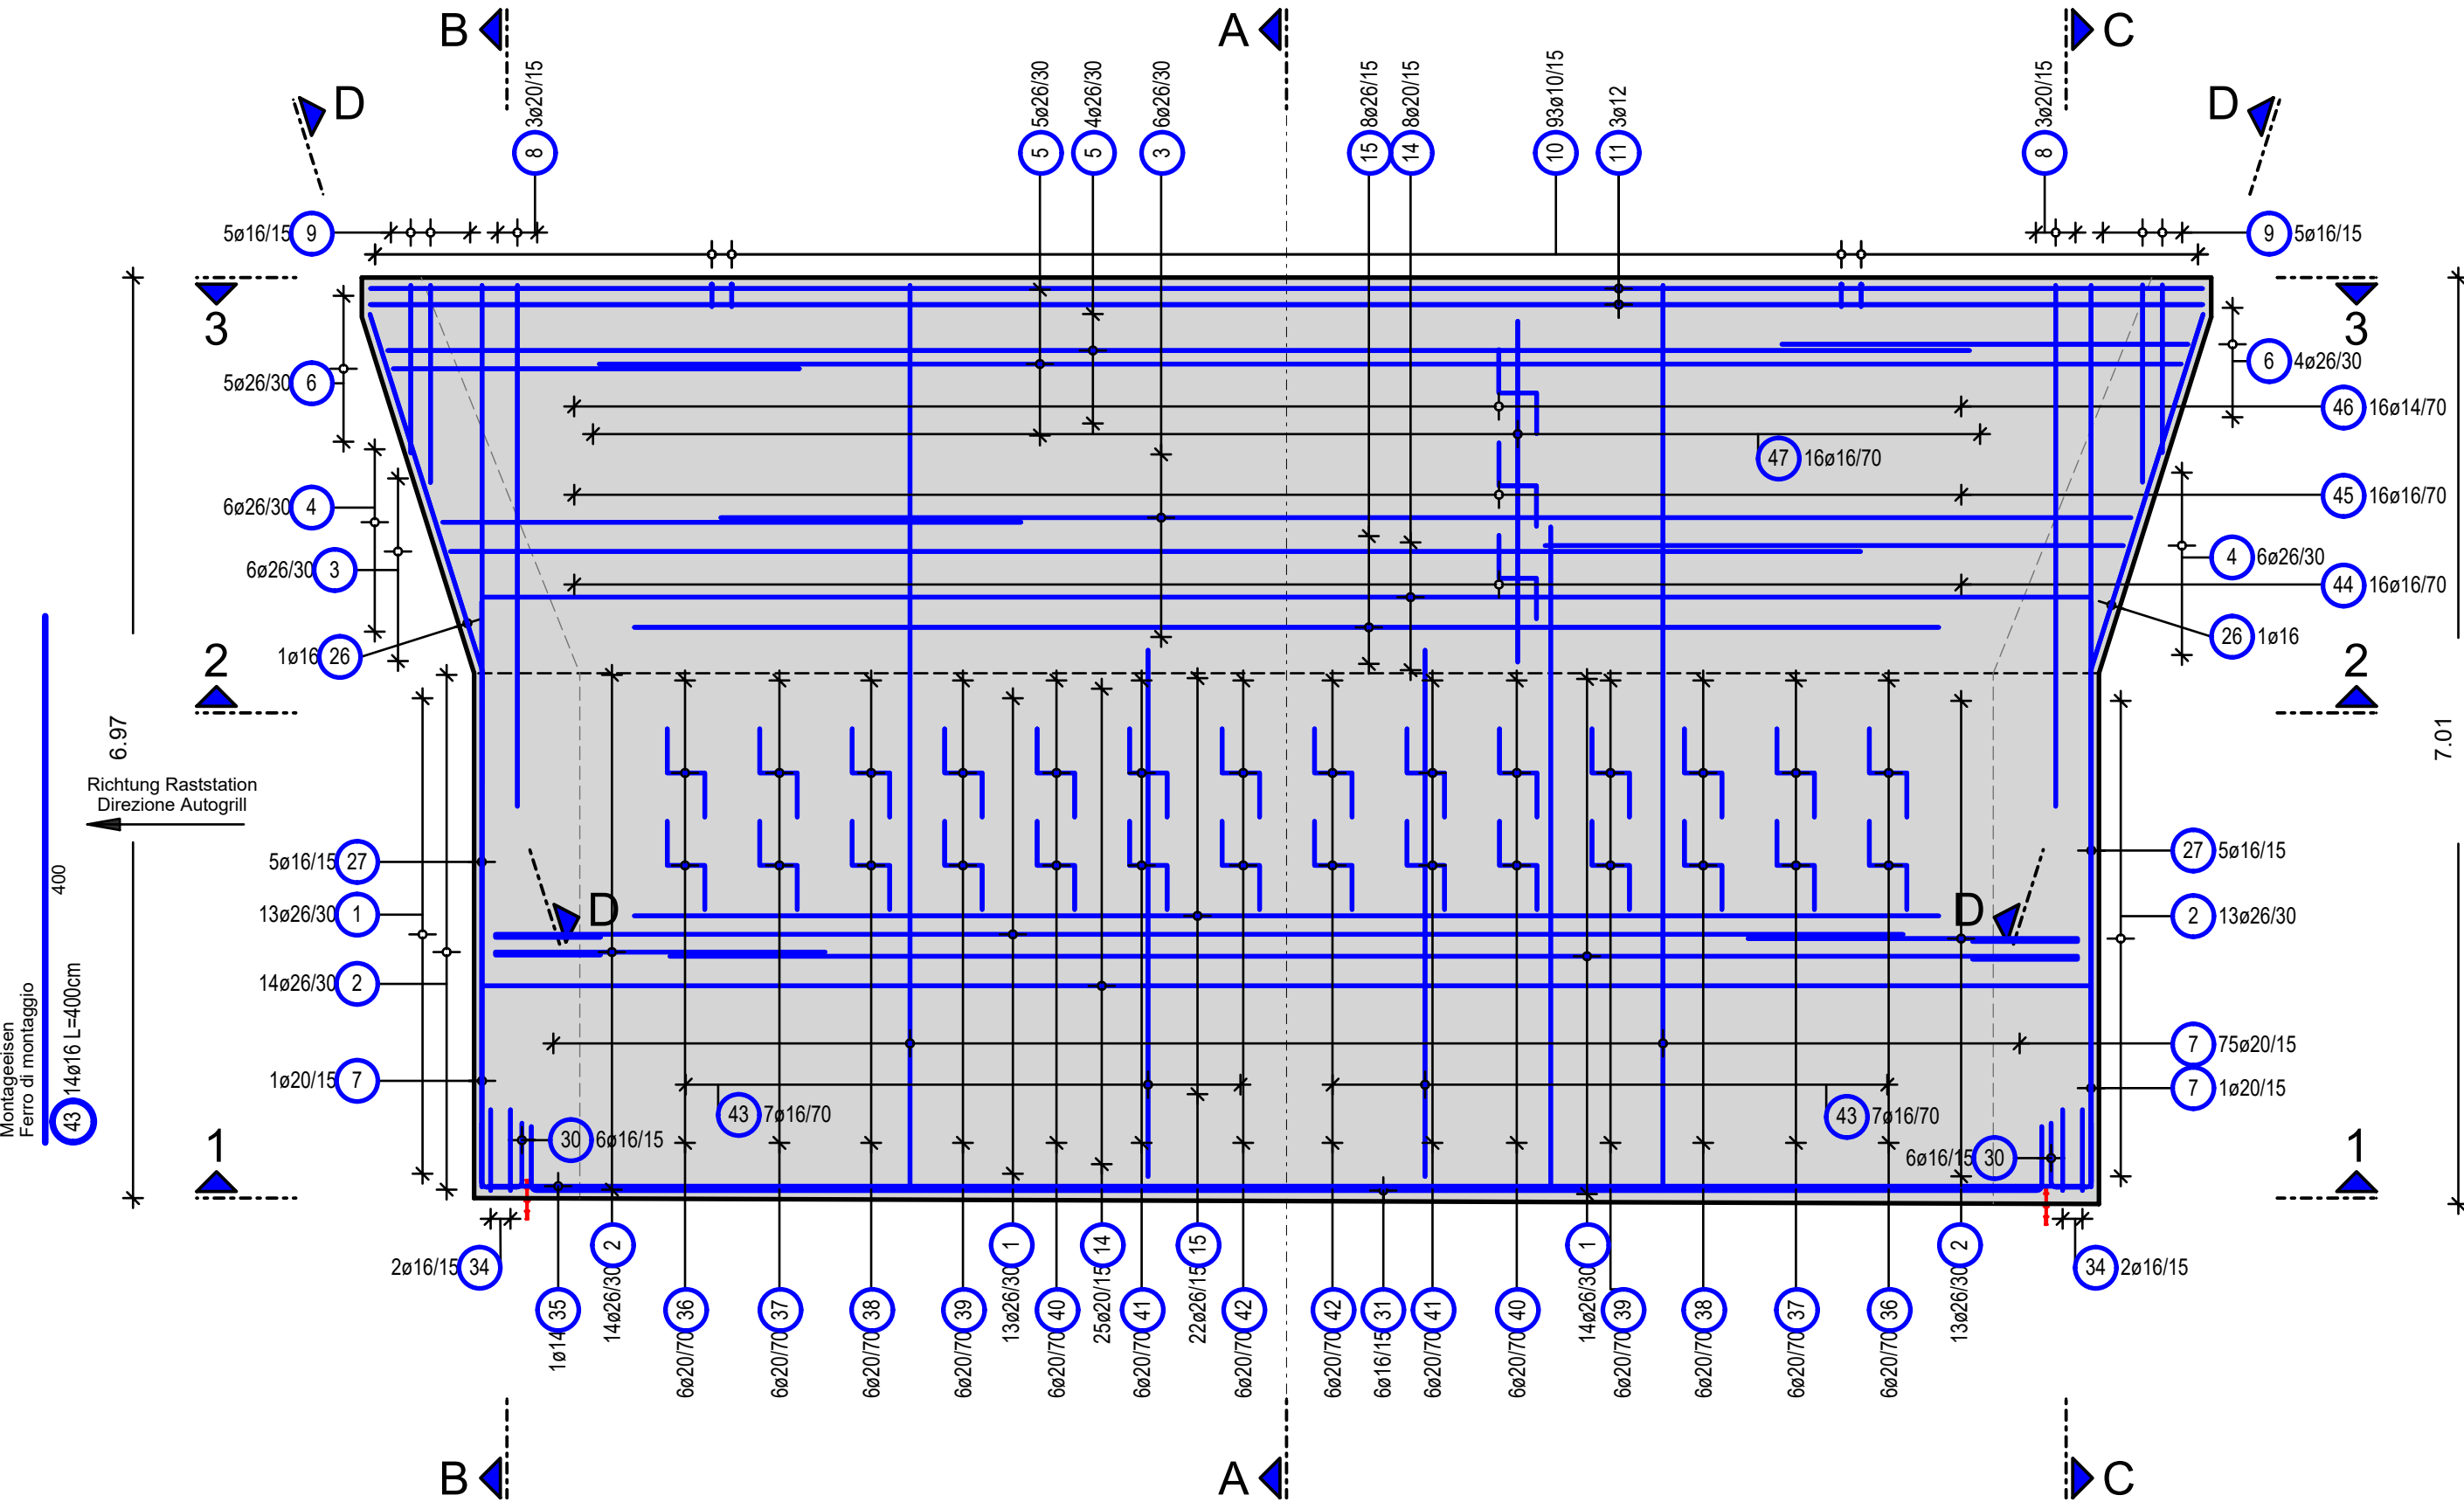 B
A
C
D
D
3ø20/15
8
5ø26/30
5
4ø26/30
5
6ø26/30
3
8ø26/15
15
8ø20/15
14
93ø10/15
10
3ø12
11
3ø20/15
8
5ø16/15 9
9 5ø16/15
3
3
5ø26/30 6
6 4ø26/30
46 16ø14/70
47 16ø16/70
45 16ø16/70
6ø26/30 4
4 6ø26/30
6ø26/30 3
44 16ø16/70
1ø16 26
26 1ø16
2
2
6.97
7.01
Richtung Raststation
Direzione Autogrill
400
5ø16/15 27
27 5ø16/15
13ø26/30 1
2 13ø26/30
D
D
14ø26/30 2
7 75ø20/15
1ø20/15 7
7 1ø20/15
43 7ø16/70
43 7ø16/70
Montageeisen
Ferro di montaggio
43 14ø16 L=400cm
30 6ø16/15
6ø16/15 30
1
1
2ø16/15 34
34 2ø16/15
1ø14 35
14ø26/30 2
6ø20/70 36
6ø20/70 37
6ø20/70 38
6ø20/70 39
13ø26/30 1
6ø20/70 40
25ø20/15 14
6ø20/70 41
22ø26/15 15
6ø20/70 42
6ø20/70 42
6ø16/15 31
6ø20/70 41
6ø20/70 40
14ø26/30 1
6ø20/70 39
6ø20/70 38
6ø20/70 37
6ø20/70 36
13ø26/30 2
B
A
C